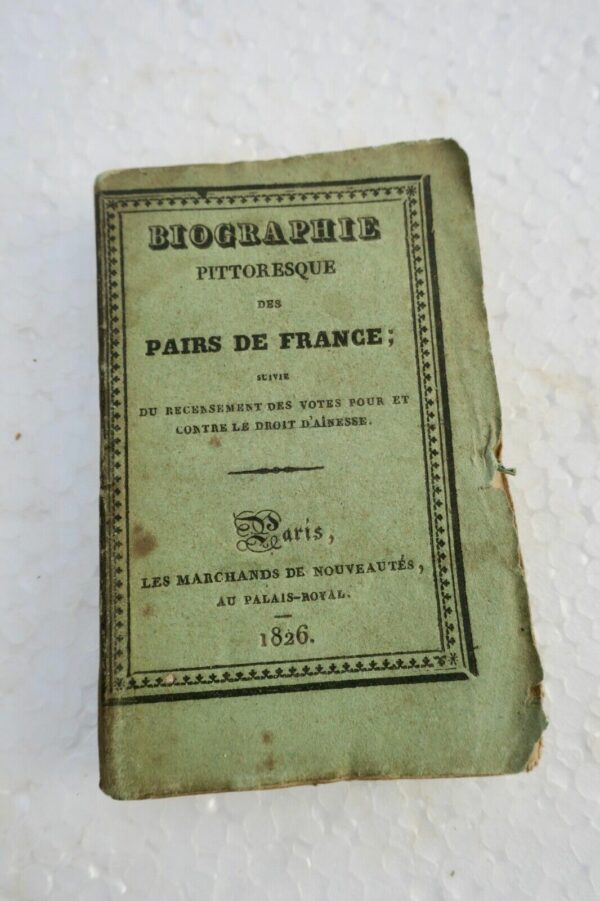 BIOGRAPHIE
PITTORESQUE
DES
PAIRS DE FRANCE;
SUIVIE
DU RECENSEMENT DES VOTES POUR ET
CONTRE LE DROIT D'AÎNESSE.
Paris,
LES MARCHANDS DE NOUVEAUTÉS,
AU PALAIS-ROYAL.
1826.